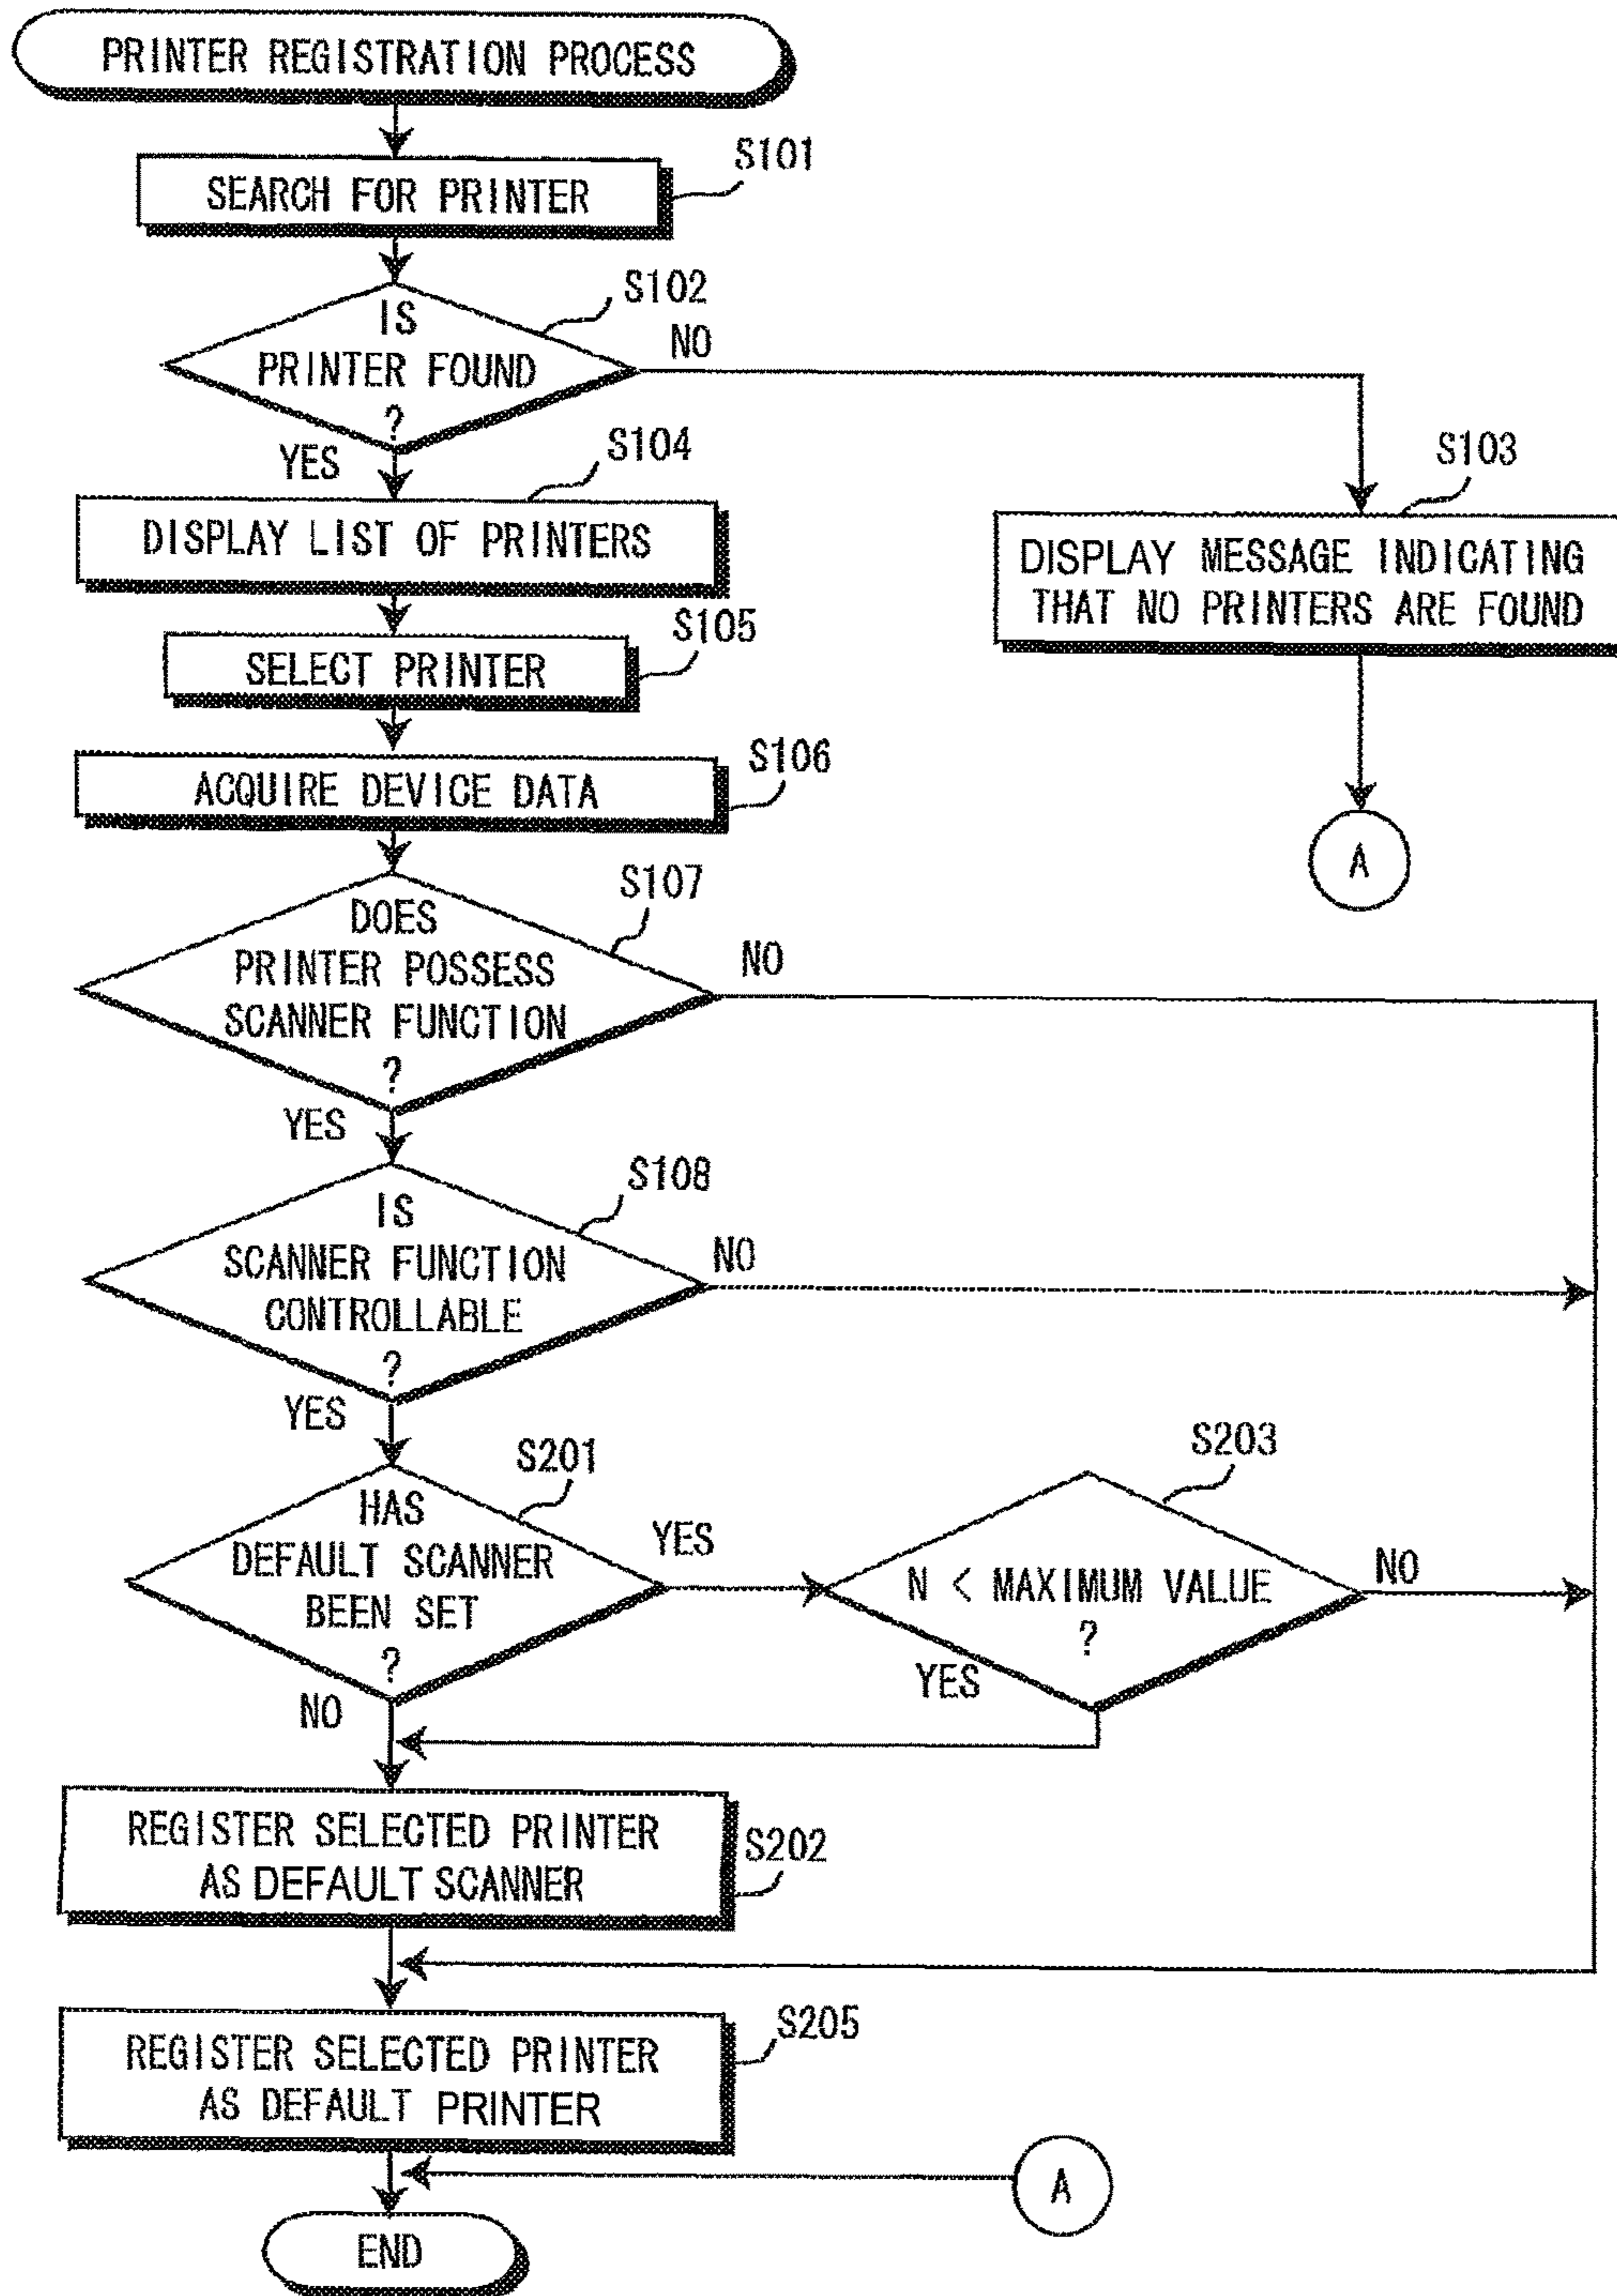 PRINTER REGISTRATION PROCESS
S101
SEARCH FOR PRINTER
S102
IS
PRINTER FOUND
?
NO
YES
S104
S103
DISPLAY LIST OF PRINTERS
DISPLAY MESSAGE INDICATING
THAT NO PRINTERS ARE FOUND
S105
SELECT PRINTER
S106
ACQUIRE DEVICE DATA
A
S107
DOES
PRINTER POSSESS
SCANNER FUNCTION
?
NO
YES
S108
IS
SCANNER FUNCTION
CONTROLLABLE
?
NO
YES
S201
HAS
DEFAULT SCANNER
BEEN SET
?
YES
NO
S203
N < MAXIMUM VALUE
?
NO
YES
REGISTER SELECTED PRINTER
AS DEFAULT SCANNER
S202
REGISTER SELECTED PRINTER
AS DEFAULT PRINTER
S205
A
END